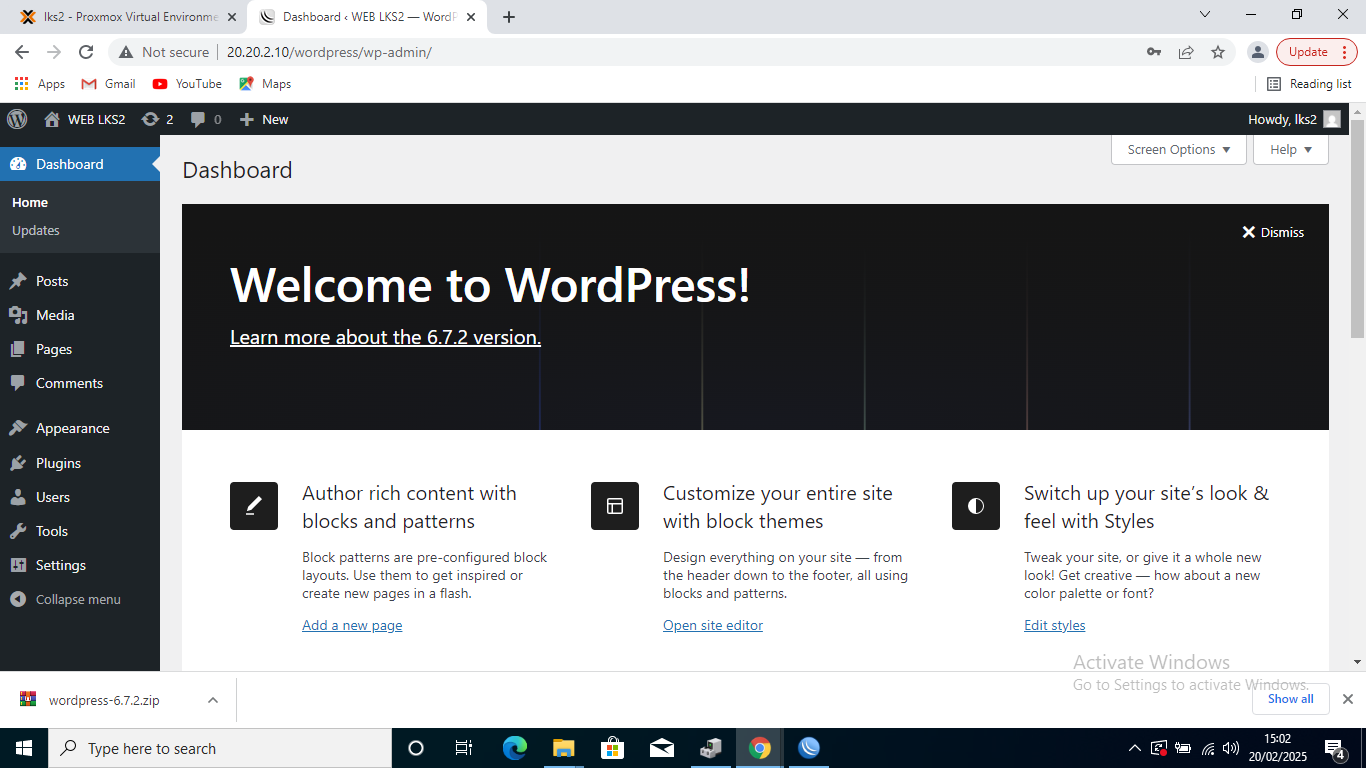 lks2 - Proxmox Virtual Environme
Dashboard ‹ WEB LKS2 — WordP
Not secure
20.20.2.10/wordpress/wp-admin/
Update
Apps
Gmail
YouTube
Maps
Reading list
WEB LKS2
2
0
New
Howdy, lks2
Dashboard
Home
Updates
Posts
Media
Pages
Comments
Appearance
Plugins
Users
Tools
Settings
Collapse menu
Screen Options
Help
Dashboard
Dismiss
Welcome to WordPress!
Learn more about the 6.7.2 version.
Author rich content with
blocks and patterns
Block patterns are pre-configured block
layouts. Use them to get inspired or
create new pages in a flash.
Add a new page
Customize your entire site
with block themes
Design everything on your site — from
the header down to the footer, all using
blocks and patterns.
Open site editor
Switch up your site’s look &
feel with Styles
Tweak your site, or give it a whole new
look! Get creative — how about a new
color palette or font?
Edit styles
Activate Windows
Go to Settings to activate Windows.
wordpress-6.7.2.zip
Show all
Type here to search
15:02
20/02/2025
4